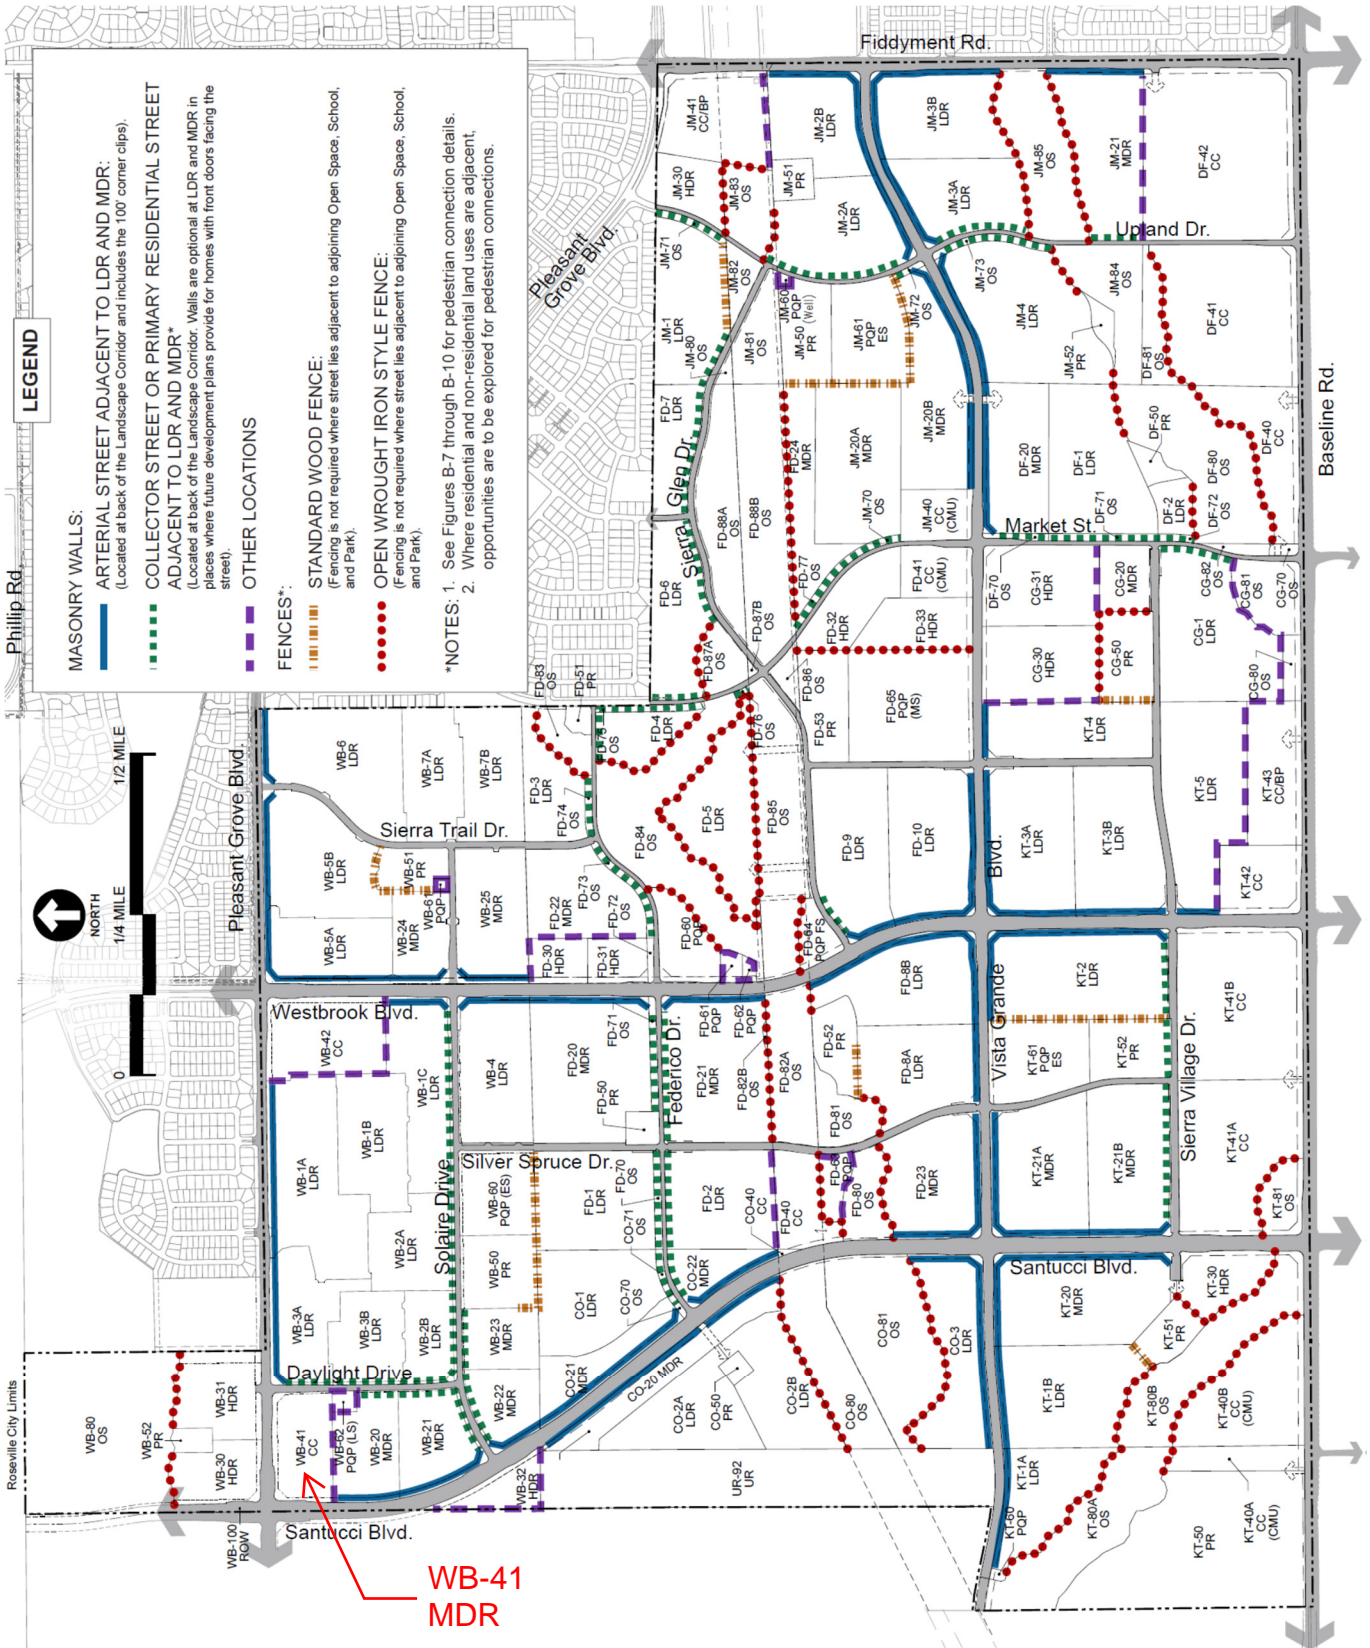 LEGEND
MASONRY WALLS:
ARTERIAL STREET ADJACENT TO LDR AND MDR:
(Located at back of the Landscape Corridor and includes the 100' corner clips).
COLLECTOR STREET OR PRIMARY RESIDENTIAL STREET
ADJACENT TO LDR AND MDR*
(Located at back of the Landscape Corridor. Walls are optional at LDR and MDR in
places where future development plans provide for homes with front doors facing the
street).
OTHER LOCATIONS
FENCES*:
STANDARD WOOD FENCE:
(Fencing is not required where street lies adjacent to adjoining Open Space, School,
and Park).
OPEN WROUGHT IRON STYLE FENCE:
(Fencing is not required where street lies adjacent to adjoining Open Space, School,
and Park).
*NOTES: 1. See Figures B-7 through B-10 for pedestrian connection details.
2. Where residential and non-residential land uses are adjacent,
opportunities are to be explored for pedestrian connections.
NORTH
0
1/4 MILE
1/2 MILE
Phillip Rd.
Fiddyment Rd.
Pleasant
Grove Blvd.
Pleasant Grove Blvd.
Sierra Glen Dr.
Upland Dr.
Market St.
Baseline Rd.
Sierra Trail Dr.
Westbrook Blvd.
Federico Dr.
Solaire Drive
Silver Spruce Dr.
Daylight Drive
Santucci Blvd.
Santucci Blvd.
Vista Grande
Blvd.
Sierra Village Dr.
Roseville City Limits
JM-41
CC/BP
JM-30
HDR
JM-2B
LDR
JM-3B
LDR
JM-85
OS
JM-21
MDR
DF-42
CC
JM-83
OS
JM-51
PR
JM-2A
LDR
JM-3A
LDR
JM-71
OS
JM-82
OS
JM-60
PQP
(Well)
JM-72
OS
JM-73
OS
JM-84
OS
JM-1
LDR
JM-80
OS
JM-81
OS
JM-50
PR
JM-61
PQP
ES
JM-4
LDR
JM-52
PR
DF-81
OS
DF-41
CC
FD-7
LDR
FD-24
MDR
JM-20A
MDR
JM-20B
MDR
DF-20
MDR
DF-1
LDR
DF-50
PR
DF-80
OS
DF-40
CC
FD-88A
OS
FD-88B
OS
JM-70
OS
JM-40
CC
(CMU)
DF-71
OS
DF-2
LDR
DF-72
OS
FD-6
LDR
FD-77
OS
FD-41
CC
(CMU)
DF-70
OS
CG-31
HDR
CG-20
MDR
CG-82
OS
CG-81
OS
CG-70
OS
FD-87B
OS
FD-87A
OS
FD-32
HDR
FD-33
HDR
CG-30
HDR
CG-50
PR
CG-1
LDR
CG-80
OS
FD-83
OS
FD-51
PR
FD-86
OS
FD-65
PQP
(MS)
FD-53
PR
KT-4
LDR
KT-5
LDR
KT-43
CC/BP
WB-6
LDR
WB-7A
LDR
WB-7B
LDR
FD-75
OS
FD-4
LDR
FD-76
OS
FD-3
LDR
FD-74
OS
FD-84
OS
FD-5
LDR
FD-85
OS
FD-9
LDR
FD-10
LDR
KT-3A
LDR
KT-3B
LDR
KT-42
CC
WB-5B
LDR
WB-51
PR
WB-61
PQP
WB-25
MDR
WB-24
MDR
WB-5A
LDR
FD-73
OS
FD-22
MDR
FD-72
OS
FD-30
HDR
FD-31
HDR
FD-60
PQP
FD-61
PQP
FD-62
PQP
FD-64
PQP FS
FD-8B
LDR
KT-2
LDR
KT-41B
CC
WB-42
CC
WB-1C
LDR
WB-4
LDR
FD-20
MDR
FD-71
OS
FD-50
PR
FD-21
MDR
FD-82B
OS
FD-82A
OS
FD-52
PR
FD-8A
LDR
KT-61
PQP
ES
KT-52
PR
WB-1A
LDR
WB-1B
LDR
WB-2A
LDR
WB-60
PQP (ES)
FD-1
LDR
FD-70
OS
FD-2
LDR
FD-81
OS
FD-63
PQP
FD-80
OS
FD-23
MDR
KT-21A
MDR
KT-21B
MDR
KT-41A
CC
KT-81
OS
CO-71
OS
CO-40
CC
FD-40
CC
WB-3A
LDR
WB-3B
LDR
WB-2B
LDR
WB-50
PR
WB-23
MDR
CO-1
LDR
CO-70
OS
CO-22
MDR
CO-81
OS
CO-3
LDR
KT-20
MDR
KT-30
HDR
KT-51
PR
WB-80
OS
WB-52
PR
WB-31
HDR
WB-30
HDR
WB-41
CC
WB-62
PQP (LS)
WB-20
MDR
WB-21
MDR
WB-22
MDR
CO-21
MDR
CO-20 MDR
CO-2A
LDR
CO-50
PR
CO-2B
LDR
CO-80
OS
KT-1B
LDR
KT-80B
OS
KT-40B
CC
(CMU)
WB-32
HDR
UR-92
UR
KT-1A
LDR
KT-60
PQP
KT-80A
OS
KT-50
PR
KT-40A
CC
(CMU)
WB-100
ROW
WB-41
MDR